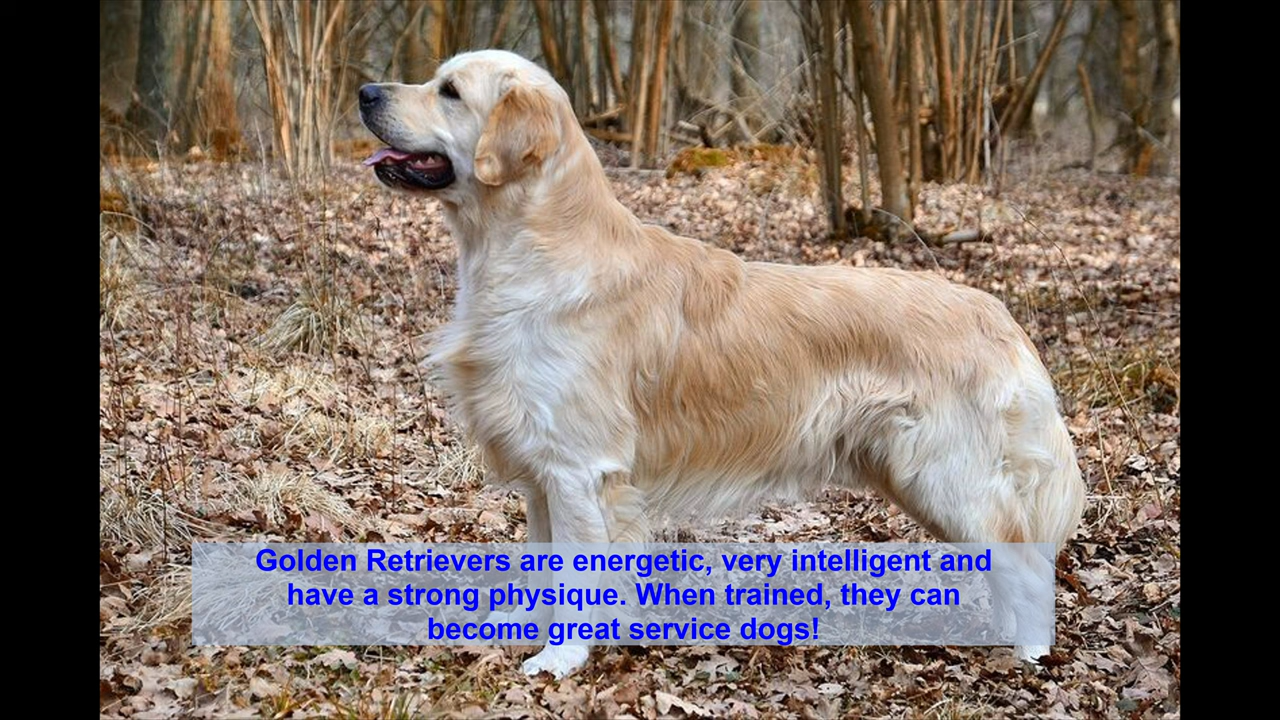 Golden Retrievers are energetic, very intelligent and
have a strong physique. When trained, they can
become great service dogs!